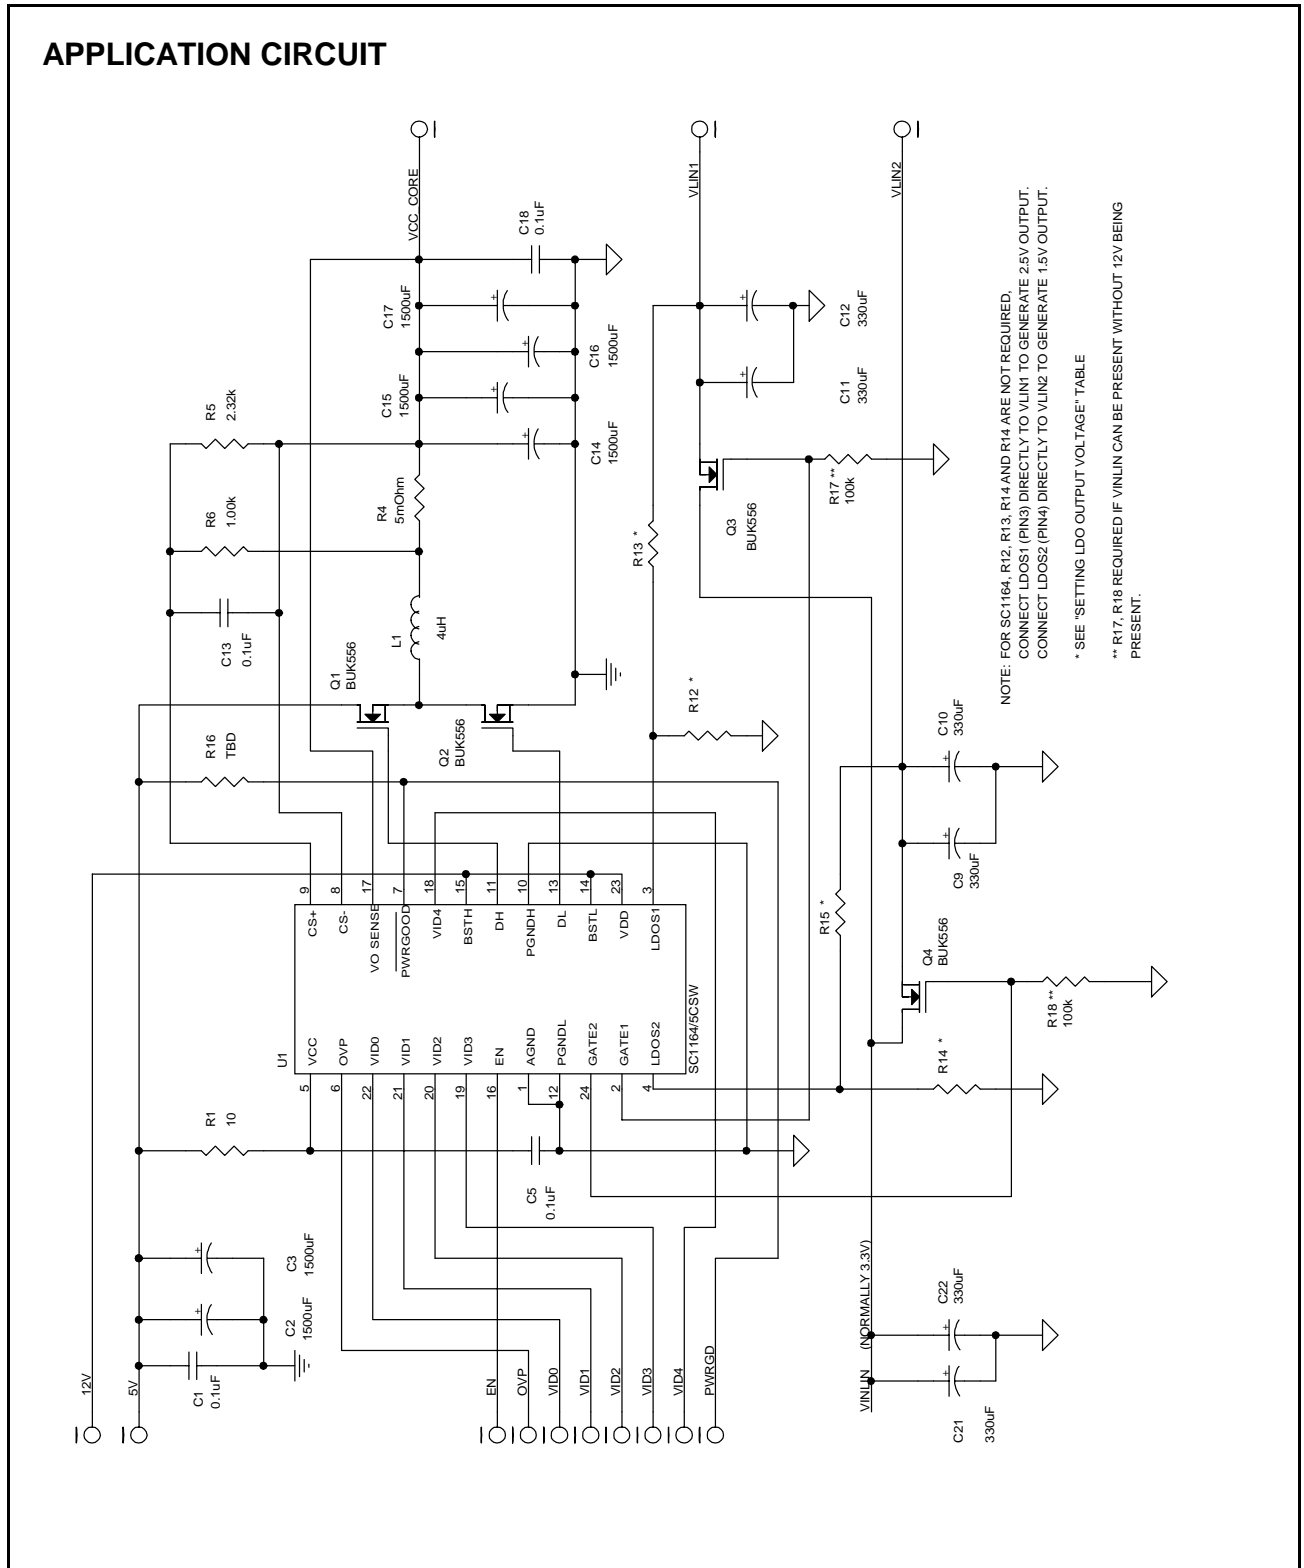 APPLICATION CIRCUIT
12V
5V
C1
0.1uF
C2
1500uF
C3
1500uF
R1
10
R16
TBD
C13
0.1uF
R6
1.00k
R5
2.32k
Q1
BUK556
Q2
BUK556
L1
4uH
R4
5mOhm
C15
1500uF
C17
1500uF
C14
1500uF
C16
1500uF
C18
0.1uF
VCC_CORE
U1
SC1164/5CSW
5
VCC
6
OVP
22
VID0
21
VID1
20
VID2
19
VID3
16
EN
1
AGND
12
PGNDL
24
GATE2
2
GATE1
4
LDOS2
9
CS+
8
CS-
17
VO SENSE
7
PWRGOOD
18
VID4
15
BSTH
11
DH
10
PGNDH
13
DL
14
BSTL
23
VDD
3
LDOS1
C5
0.1uF
EN
OVP
VID0
VID1
VID2
VID3
VID4
PWRGD
R12 *
R13 *
Q3
BUK556
R17 **
100k
C11
330uF
C12
330uF
VLIN1
VINLIN (NORMALLY 3.3V)
C21
330uF
C22
330uF
R14 *
R15 *
Q4
BUK556
R18 **
100k
C9
330uF
C10
330uF
VLIN2
NOTE: FOR SC1164, R12, R13, R14 AND R14 ARE NOT REQUIRED,
CONNECT LDOS1 (PIN3) DIRECTLY TO VLIN1 TO GENERATE 2.5V OUTPUT.
CONNECT LDOS2 (PIN4) DIRECTLY TO VLIN2 TO GENERATE 1.5V OUTPUT.
* SEE "SETTING LDO OUTPUT VOLTAGE" TABLE
** R17, R18 REQUIRED IF VINLIN CAN BE PRESENT WITHOUT 12V BEING
PRESENT.